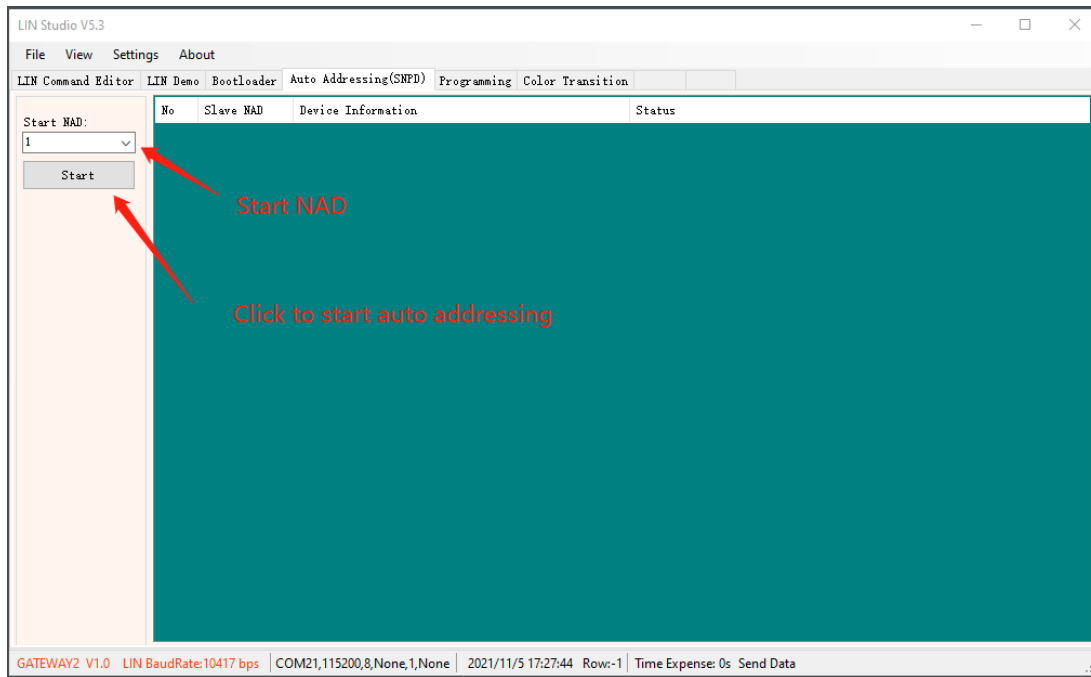 LIN Studio V5.3
File View Settings About
LIN Command Editor LIN Demo Bootloader Auto Addressing(SNPD) Programming Color Transition
No Slave NAD Device Information Status
Start NAD:
1
Start
Start NAD
Click to start auto addressing
GATEWAY2 V1.0 LIN BaudRate:10417 bps COM21,115200,8,None,1,None 2021/11/5 17:27:44 Row:-1 Time Expense: 0s Send Data